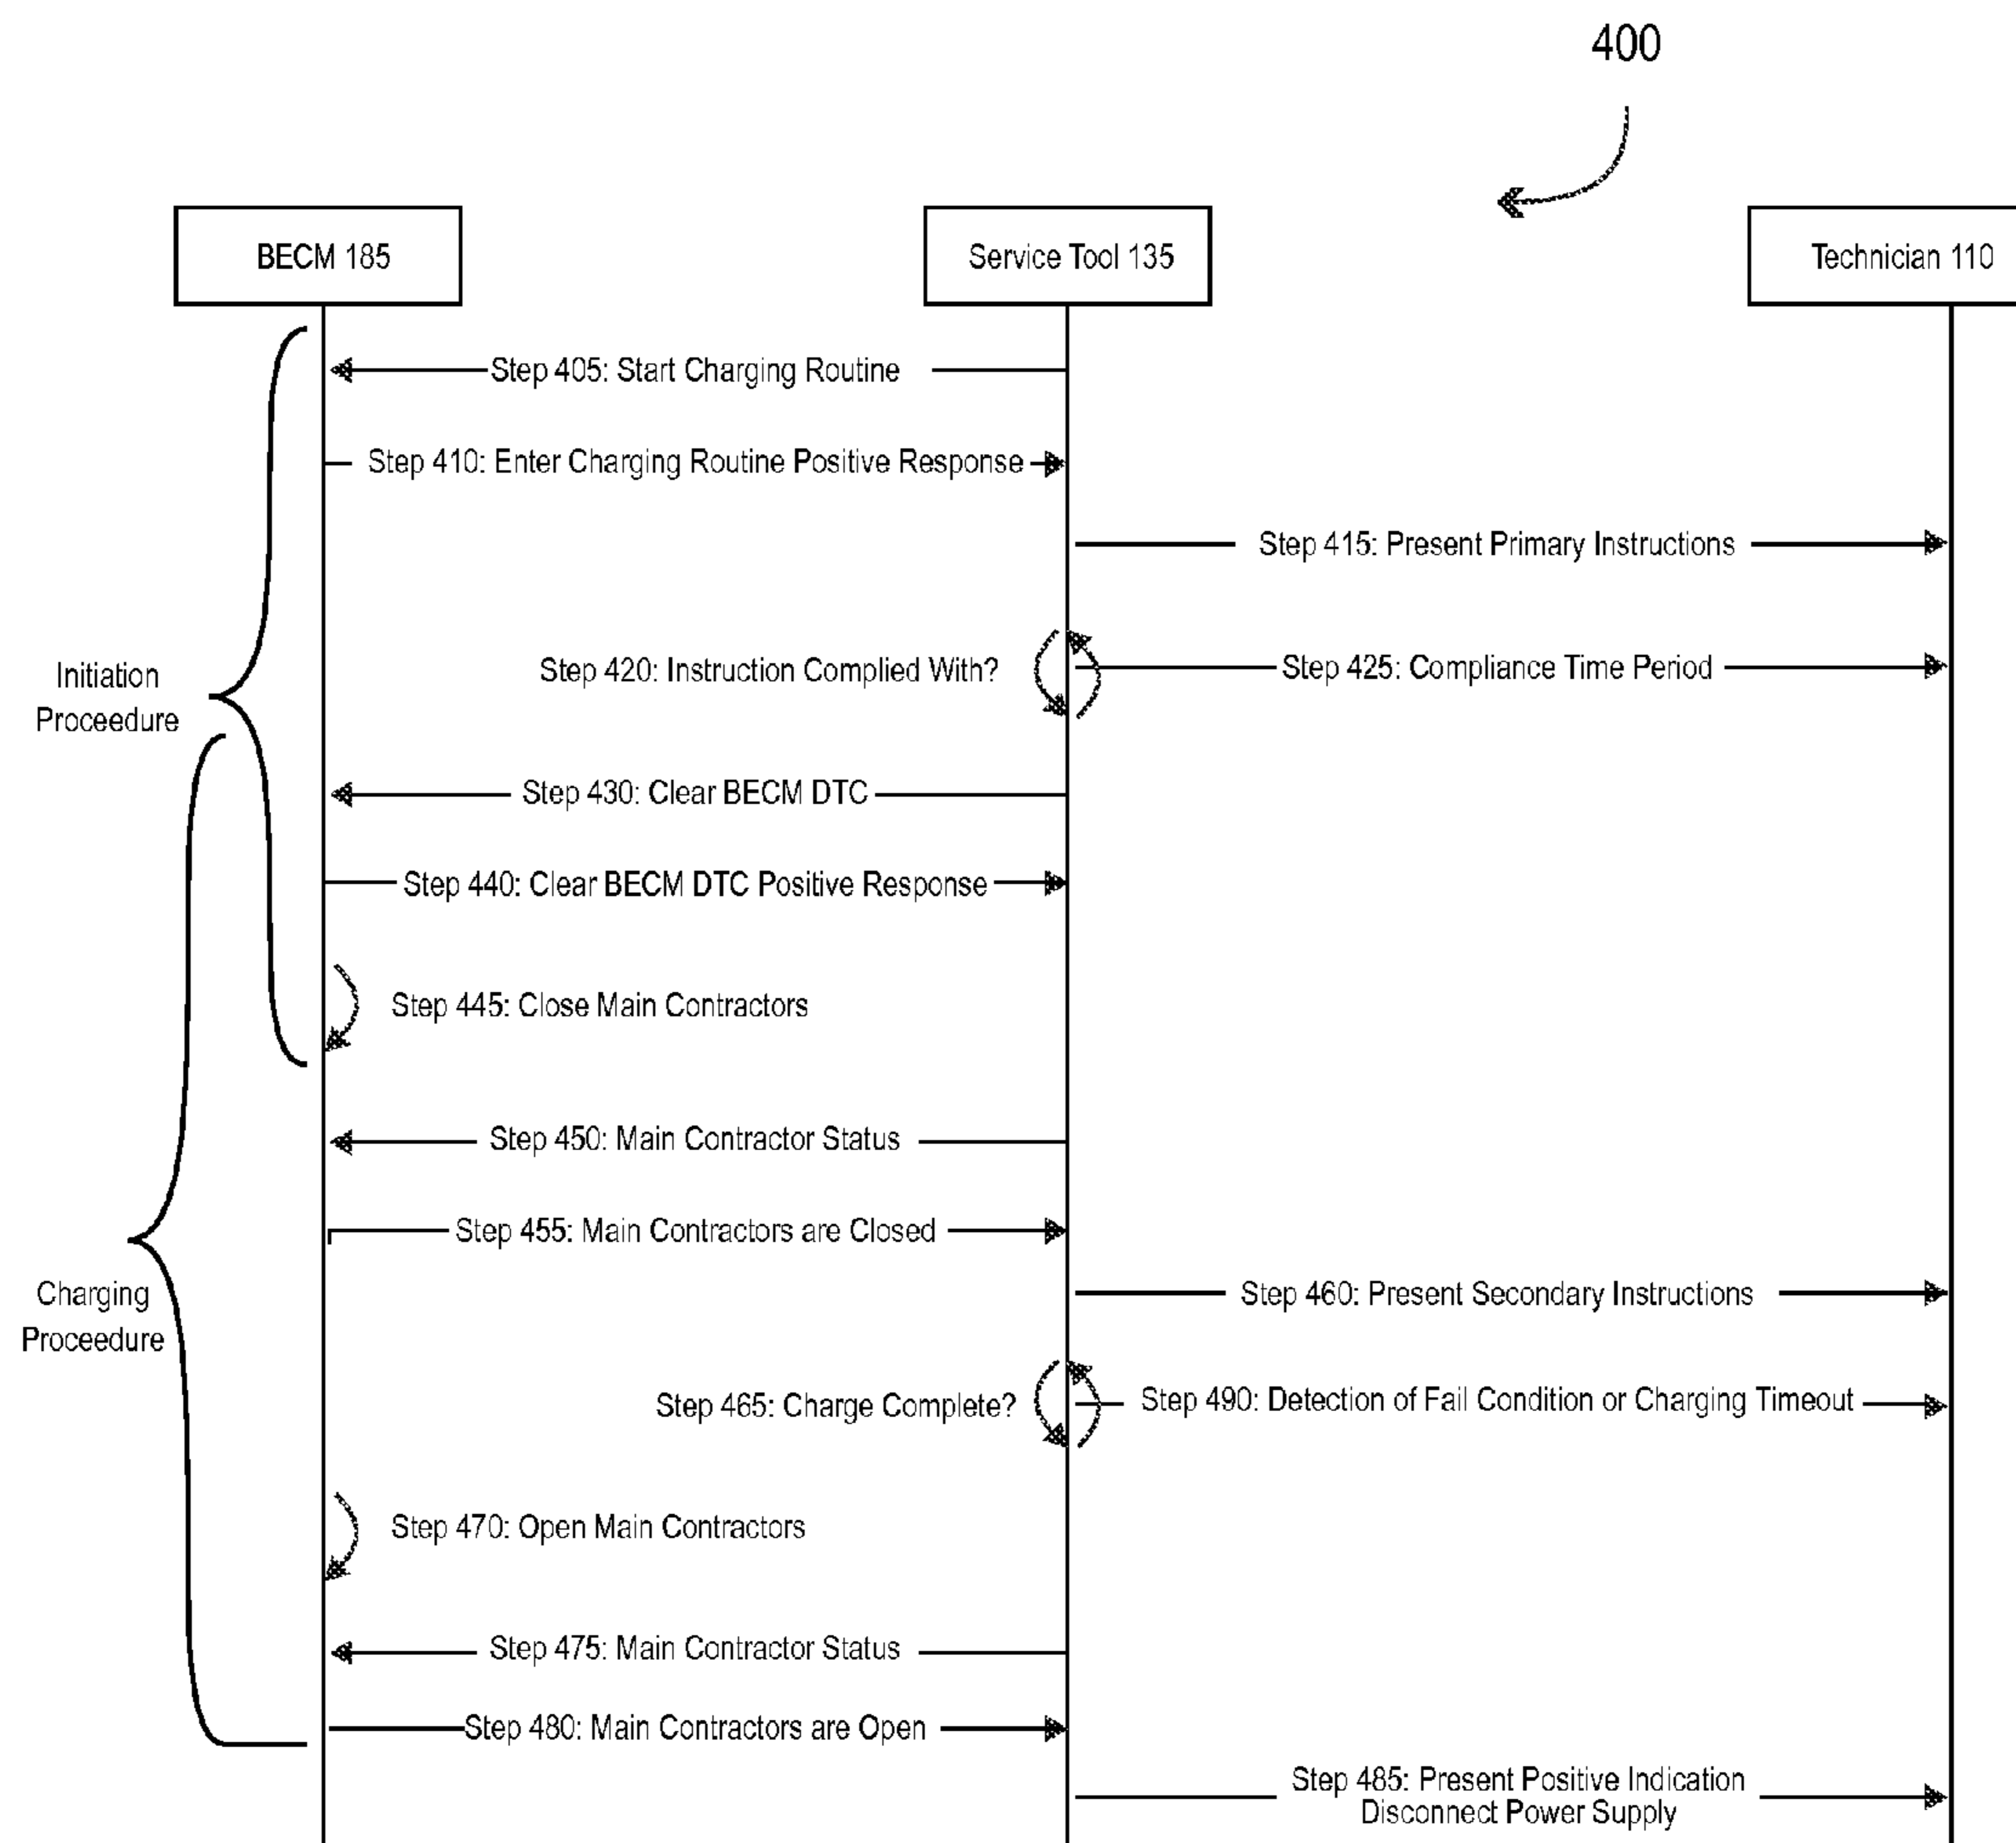 400
BECM 185
Service Tool 135
Technician 110
Step 405: Start Charging Routine
Step 410: Enter Charging Routine Positive Response
Step 415: Present Primary Instructions
Initiation
Proceedure
Step 420: Instruction Complied With?
Step 425: Compliance Time Period
Step 430: Clear BECM DTC
Step 440: Clear BECM DTC Positive Response
Step 445: Close Main Contractors
Step 450: Main Contractor Status
Step 455: Main Contractors are Closed
Charging
Proceedure
Step 460: Present Secondary Instructions
Step 465: Charge Complete?
Step 490: Detection of Fail Condition or Charging Timeout
Step 470: Open Main Contractors
Step 475: Main Contractor Status
Step 480: Main Contractors are Open
Step 485: Present Positive Indication
Disconnect Power Supply